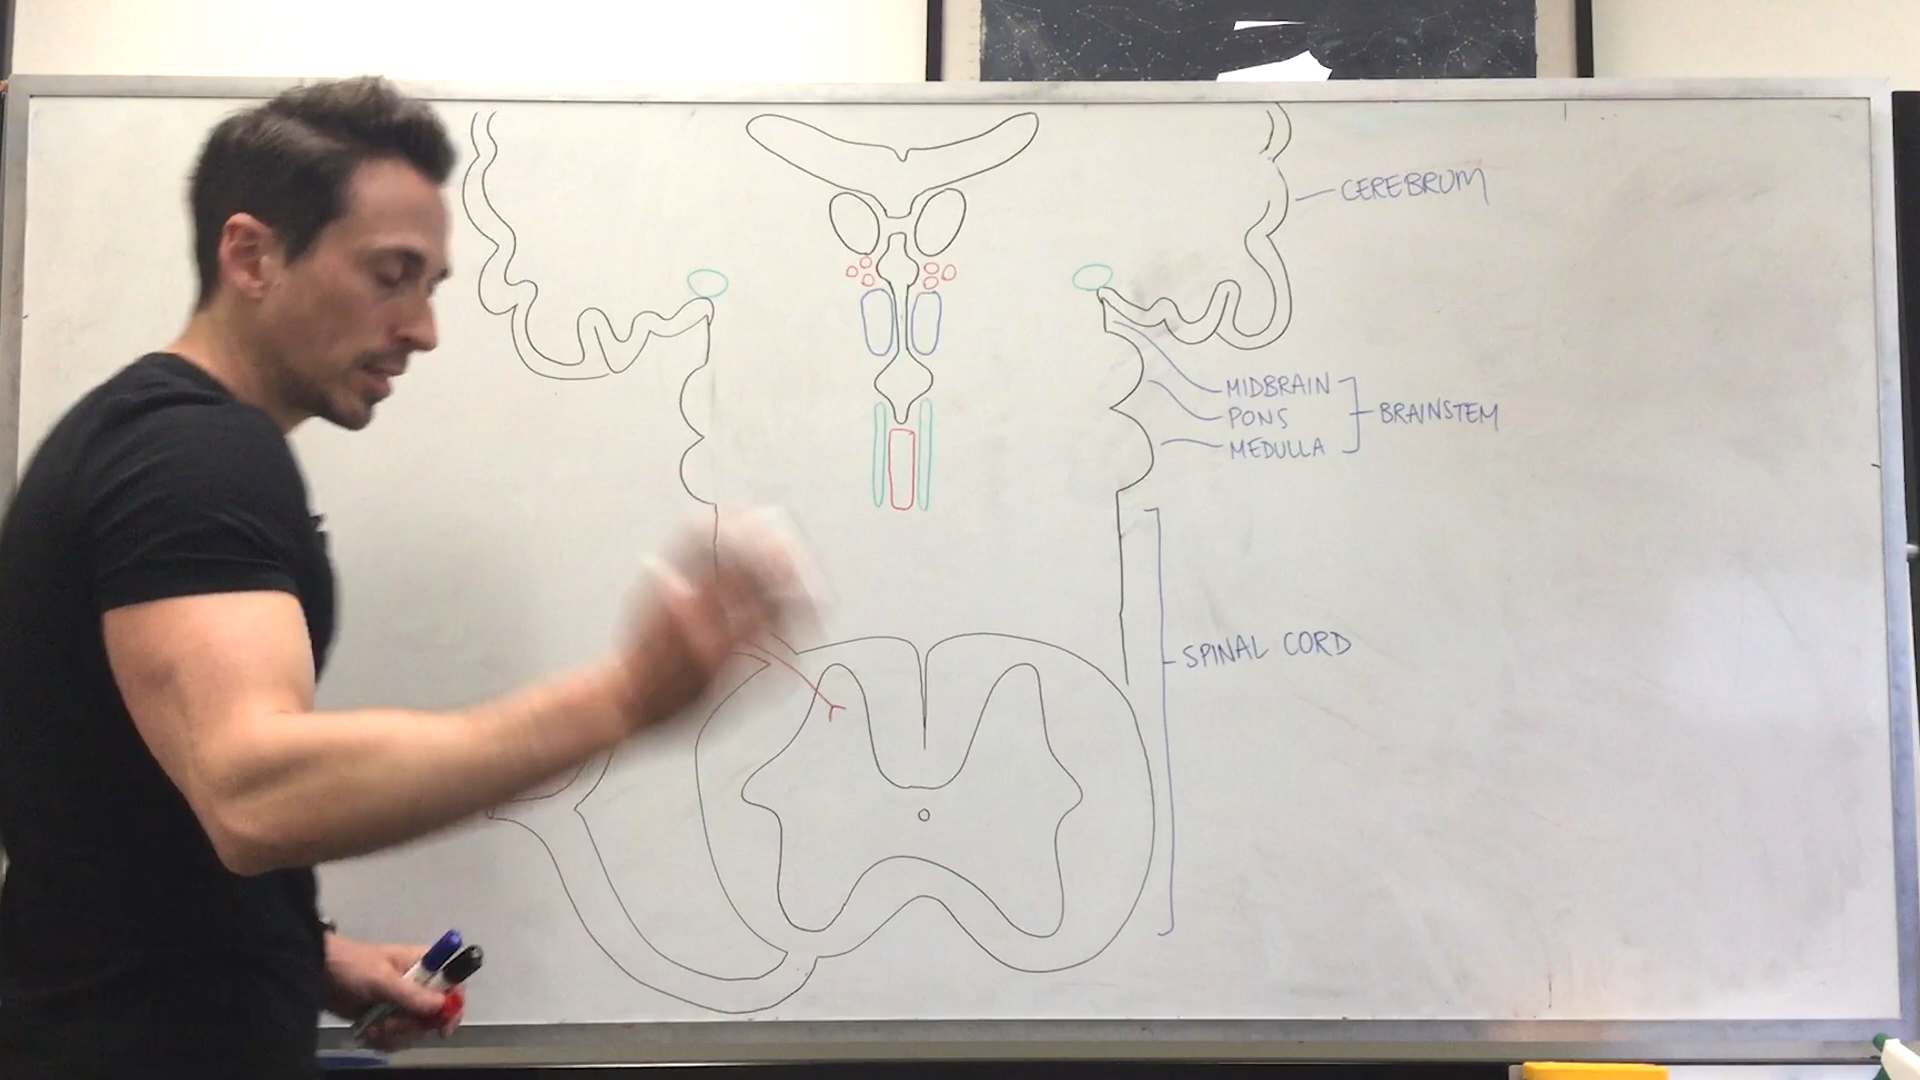 CEREBRUM
MIDBRAIN
PONS
MEDULLA
BRAINSTEM
SPINAL CORD